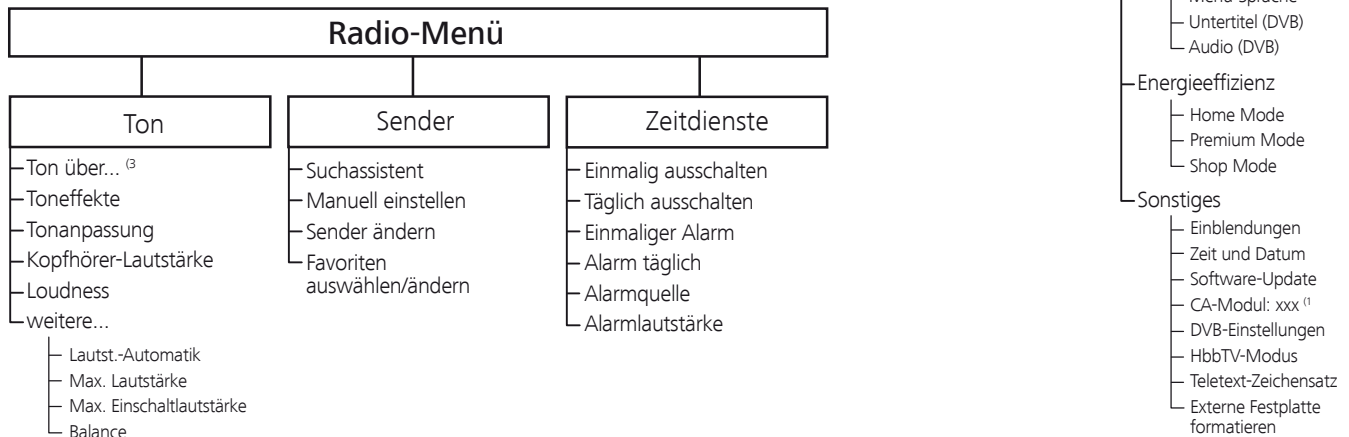 Radio-Menü
Ton
Ton über... (3
Toneffekte
Tonanpassung
Kopfhörer-Lautstärke
Loudness
weitere...
Lautst.-Automatik
Max. Lautstärke
Max. Einschaltlautstärke
Balance
Sender
Suchassistent
Manuell einstellen
Sender ändern
Favoriten
auswählen/ändern
Zeitdienste
Einmalig ausschalten
Täglich ausschalten
Einmaliger Alarm
Alarm täglich
Alarmquelle
Alarmlautstärke
Untertitel (DVB)
Audio (DVB)
Energieeffizienz
Home Mode
Premium Mode
Shop Mode
Sonstiges
Einblendungen
Zeit und Datum
Software-Update
CA-Modul: xxx (1
DVB-Einstellungen
HbbTV-Modus
Teletext-Zeichensatz
Externe Festplatte
formatieren